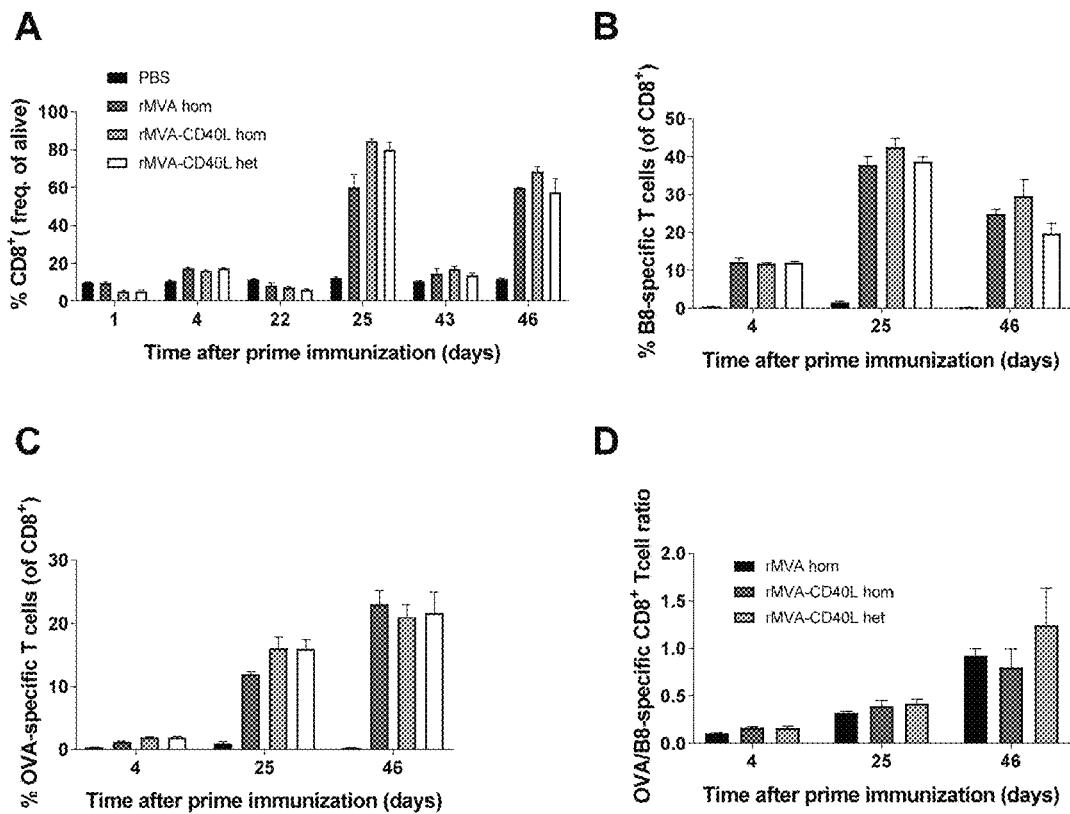 A
PBS
rMVA hom
rMVA-CD40L hom
rMVA-CD40L het
% CD8+ ( freq. of alive)
100
80
60
40
20
0
1 4 22 25 43 46
Time after prime immunization (days)
B
% B8-specific T cells (of CD8+)
50
40
30
20
10
0
4 25 46
Time after prime immunization (days)
C
% OVA-specific T cells (of CD8+)
30
20
10
0
4 25 46
Time after prime immunization (days)
D
OVA/B8-specific CD8+ Tcell ratio
2.0
1.5
1.0
0.5
0.0
rMVA hom
rMVA-CD40L hom
rMVA-CD40L het
4 25 46
Time after prime immunization (days)